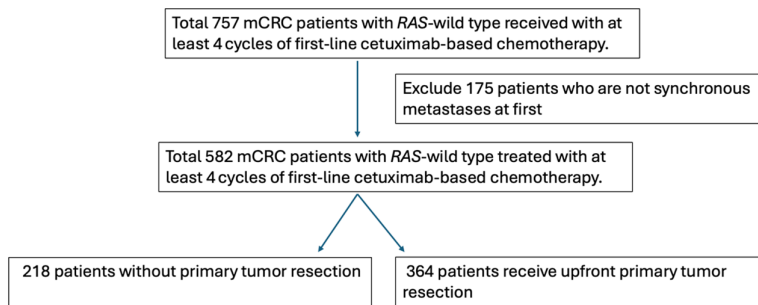 Total 757 mCRC patients with RAS-wild type received with at
least 4 cycles of first-line cetuximab-based chemotherapy.
Exclude 175 patients who are not synchronous
metastases at first
Total 582 mCRC patients with RAS-wild type treated with at
least 4 cycles of first-line cetuximab-based chemotherapy.
218 patients without primary tumor resection
364 patients receive upfront primary tumor
resection